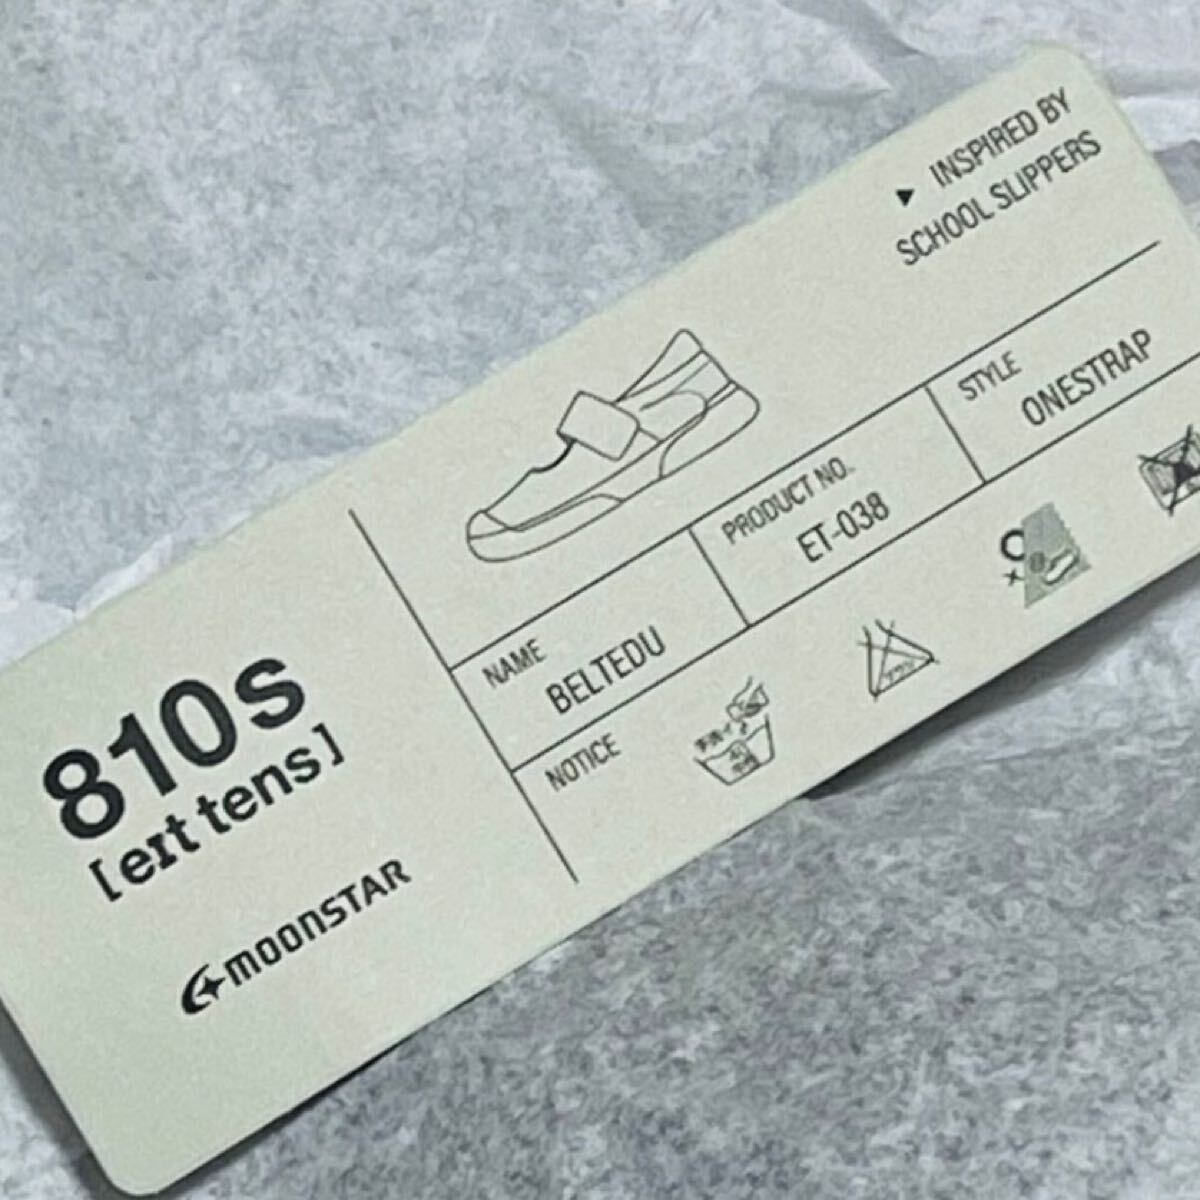 810s
[eɪt tens]
MOONSTAR
▶ INSPIRED BY
SCHOOL SLIPPERS
NAME
BELTEDU
PRODUCT NO.
ET-038
STYLE
ONESTRAP
NOTICE